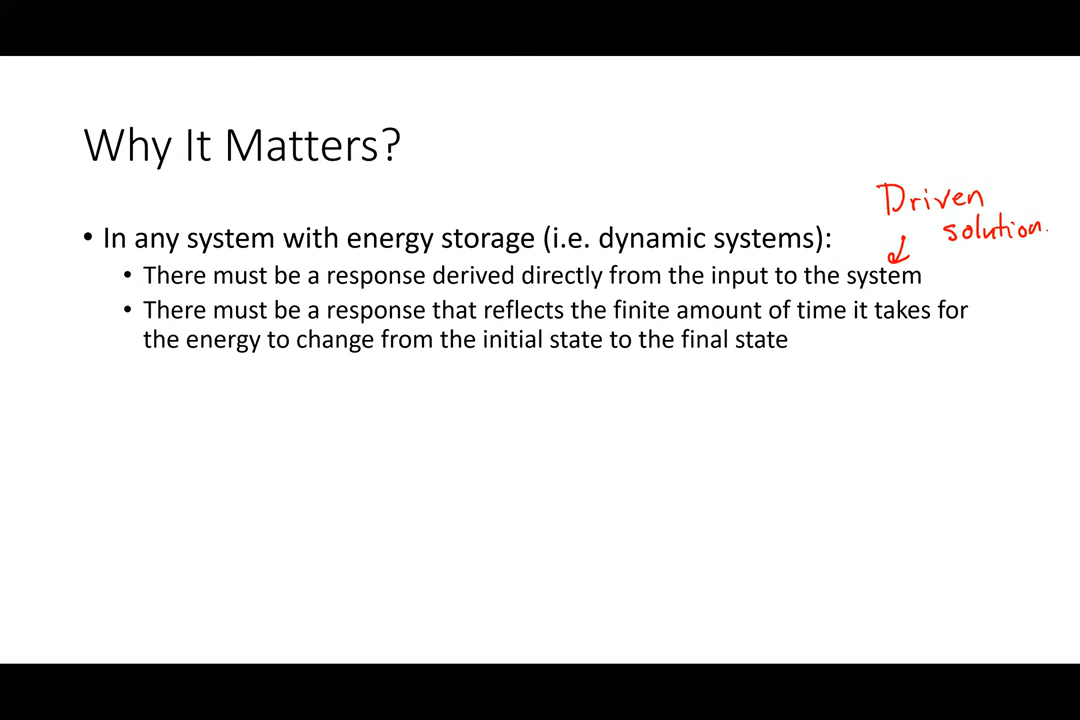 Why It Matters?
Driven
solution.
• In any system with energy storage (i.e. dynamic systems):
• There must be a response derived directly from the input to the system
• There must be a response that reflects the finite amount of time it takes for
the energy to change from the initial state to the final state